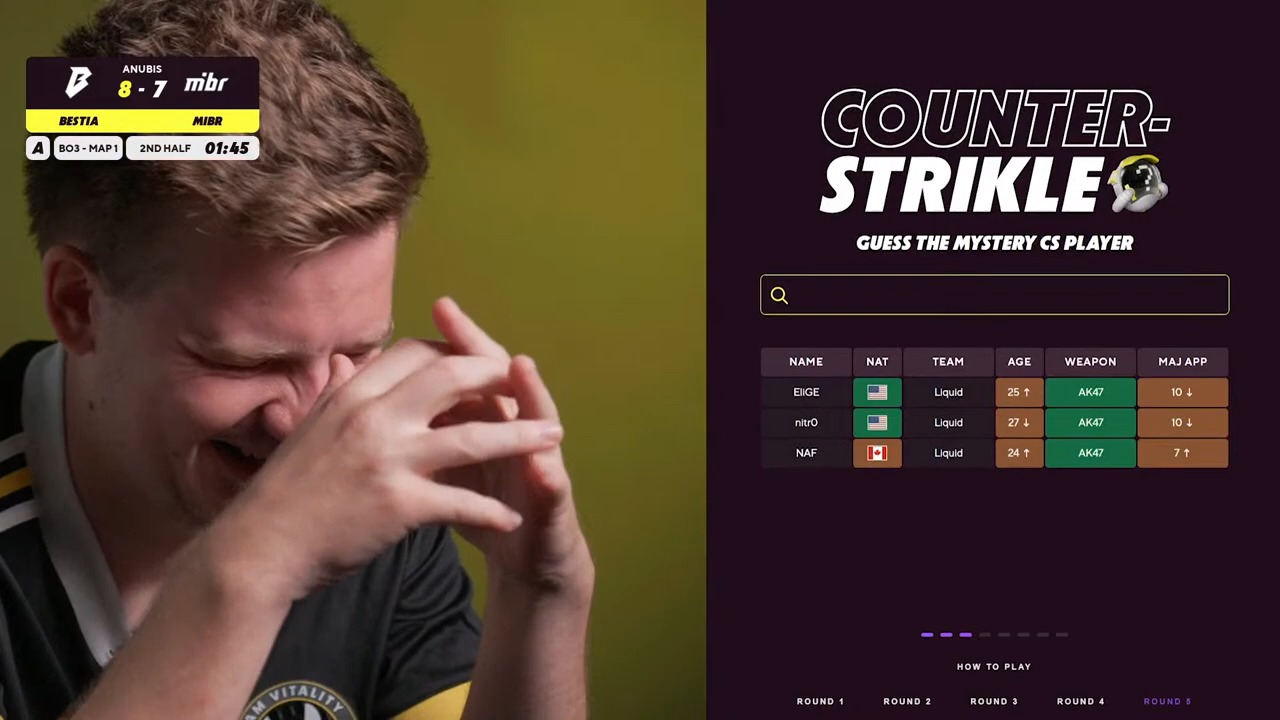 ANUBIS
8 - 7
mibr
BESTIA
MIBR
A
BO3 - MAP 1
2ND HALF
01:45
COUNTER-
STRIKLE
GUESS THE MYSTERY CS PLAYER
NAME NAT TEAM AGE WEAPON MAJ APP
EliGE Liquid 25 ↑ AK47 10 ↓
nitr0 Liquid 27 ↓ AK47 10 ↓
NAF Liquid 24 ↑ AK47 7 ↑
HOW TO PLAY
ROUND 1 ROUND 2 ROUND 3 ROUND 4 ROUND 5
VITALITY